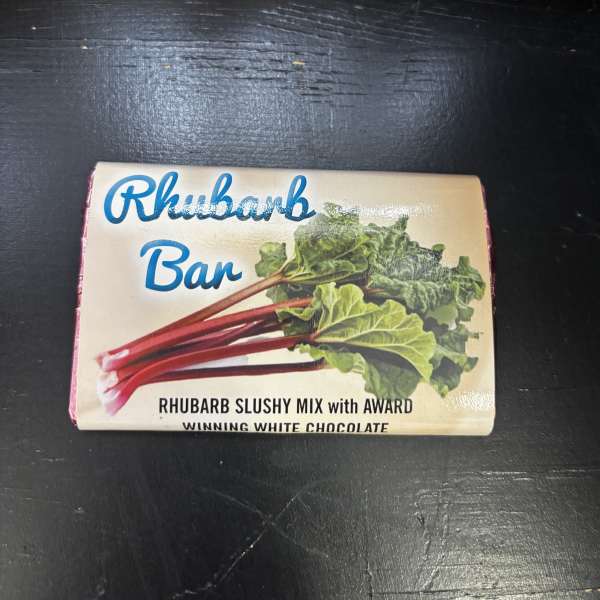 Rhubarb
Bar
RHUBARB SLUSHY MIX with AWARD
WINNING WHITE CHOCOLATE